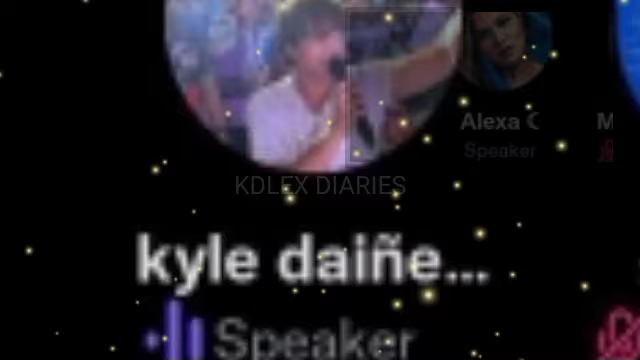 Alexa ☾
M
Speaker
KDLEX DIARIES
kyle daiñe...
Speaker